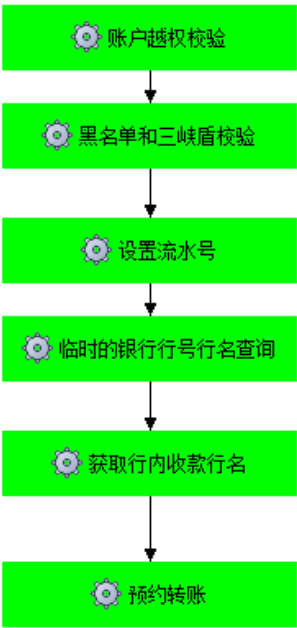 账户越权校验
黑名单和三峡盾校验
设置流水号
临时的银行行号行名查询
获取行内收款行名
预约转账